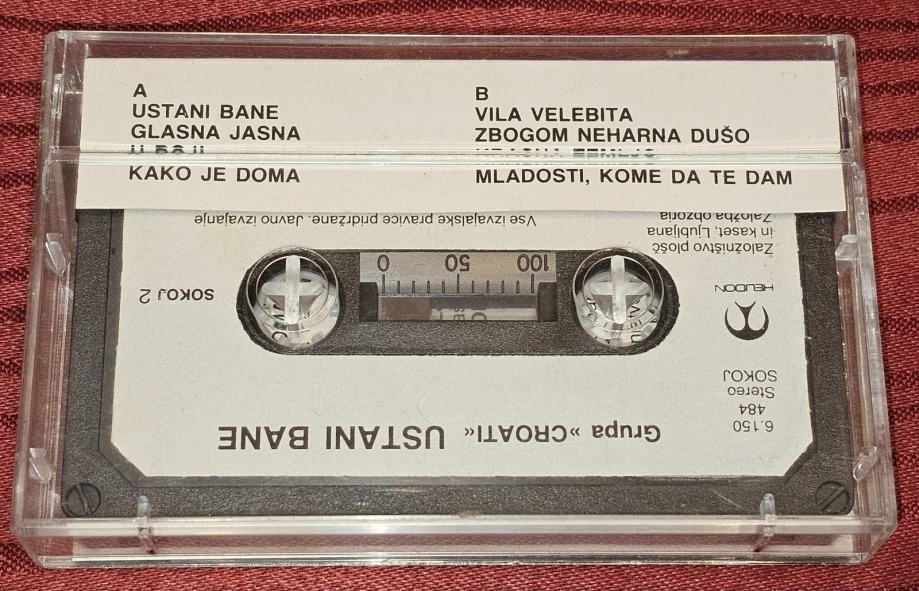 A
USTANI BANE
GLASNA JASNA
U BOJ!
KAKO JE DOMA
B
VILA VELEBITA
ZBOGOM NEHARNA DUŠO
MLADOSTI, KOME DA TE DAM
Grupa »CROATI« USTANI BANE
6.150
484
Stereo
SOKOJ
HELIDON
100 50 0
SOKOJ 2
Založništvo plošč
in kaset, Ljubljana
Založba obzorja
Vse izvajalske pravice pridržane. Javno izvajanje